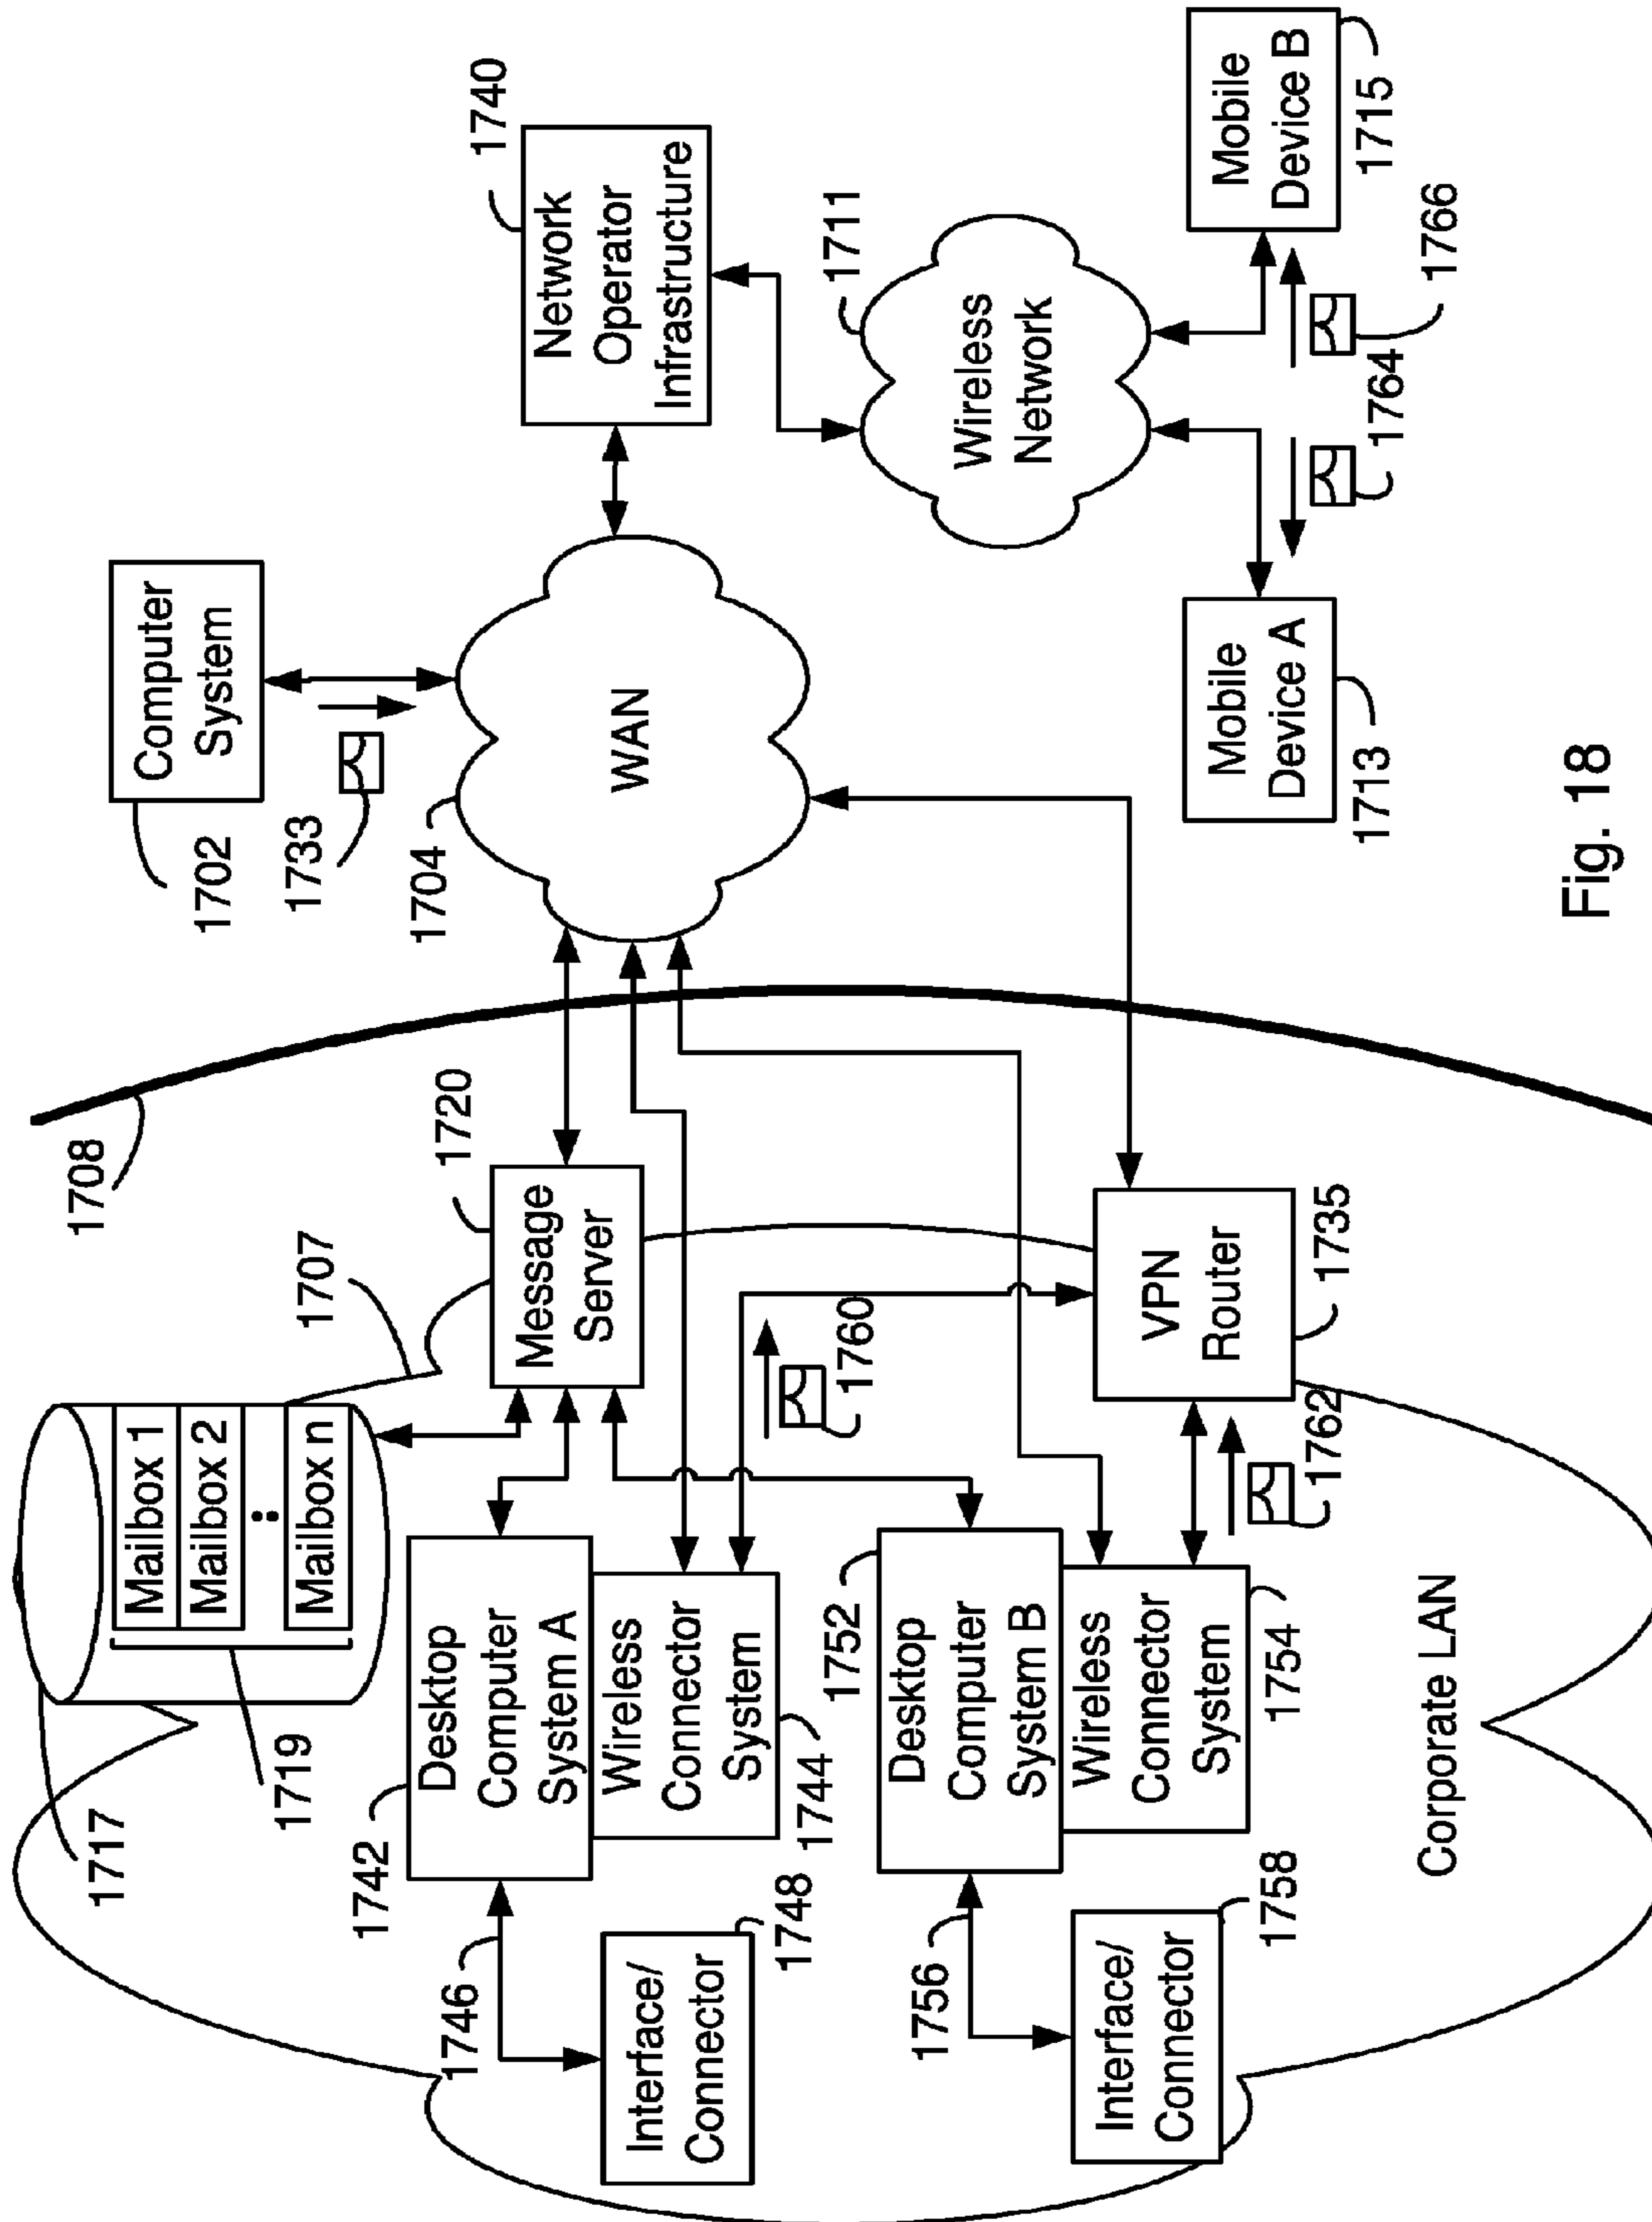 1717
1719
Mailbox 1
Mailbox 2
:
Mailbox n
1707
1708
1702
Computer
System
1733
1704
WAN
1740
Network
Operator
Infrastructure
1742
Desktop
Computer
System A
Wireless
Connector
System
1744
1746
Interface/
Connector
1748
Message
Server
1720
1760
1711
Wireless
Network
1752
Desktop
Computer
System B
Wireless
Connector
System
1754
1756
Interface/
Connector
1758
VPN
Router
1735
1762
Mobile
Device A
1713
1764
Mobile
Device B
1715
1766
Corporate LAN
Fig. 18